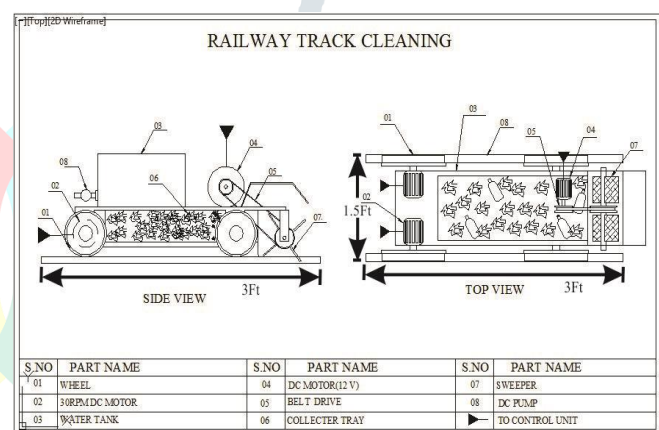 [-][Top][2D Wireframe]
RAILWAY TRACK CLEANING
03
04
08
02
01
06
05
07
3Ft
SIDE VIEW
01
03
08
05
04
07
02
1.5Ft
TOP VIEW
3Ft
S.NO PART NAME S.NO PART NAME S.NO PART NAME
01 WHEEL 04 DC MOTOR(12 V) 07 SWEEPER
02 30RPM DC MOTOR 05 BELT DRIVE 08 DC PUMP
03 WATER TANK 06 COLLECTER TRAY TO CONTROL UNIT
Y
X